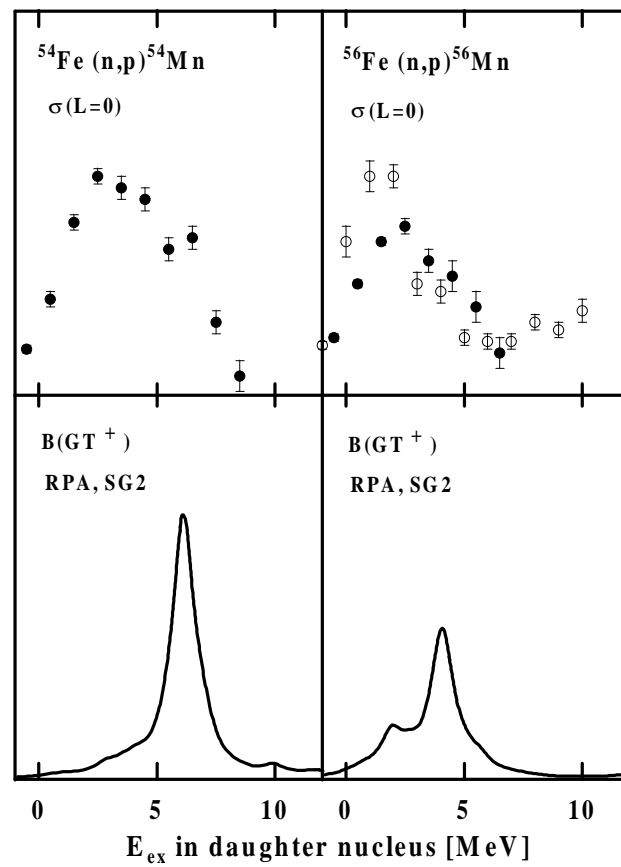 ⁵⁴Fe (n,p)⁵⁴Mn
σ(L=0)
⁵⁶Fe (n,p)⁵⁶Mn
σ(L=0)
B(GT⁺)
RPA, SG2
B(GT⁺)
RPA, SG2
0 5 10 0 5 10
E_ex in daughter nucleus [MeV]